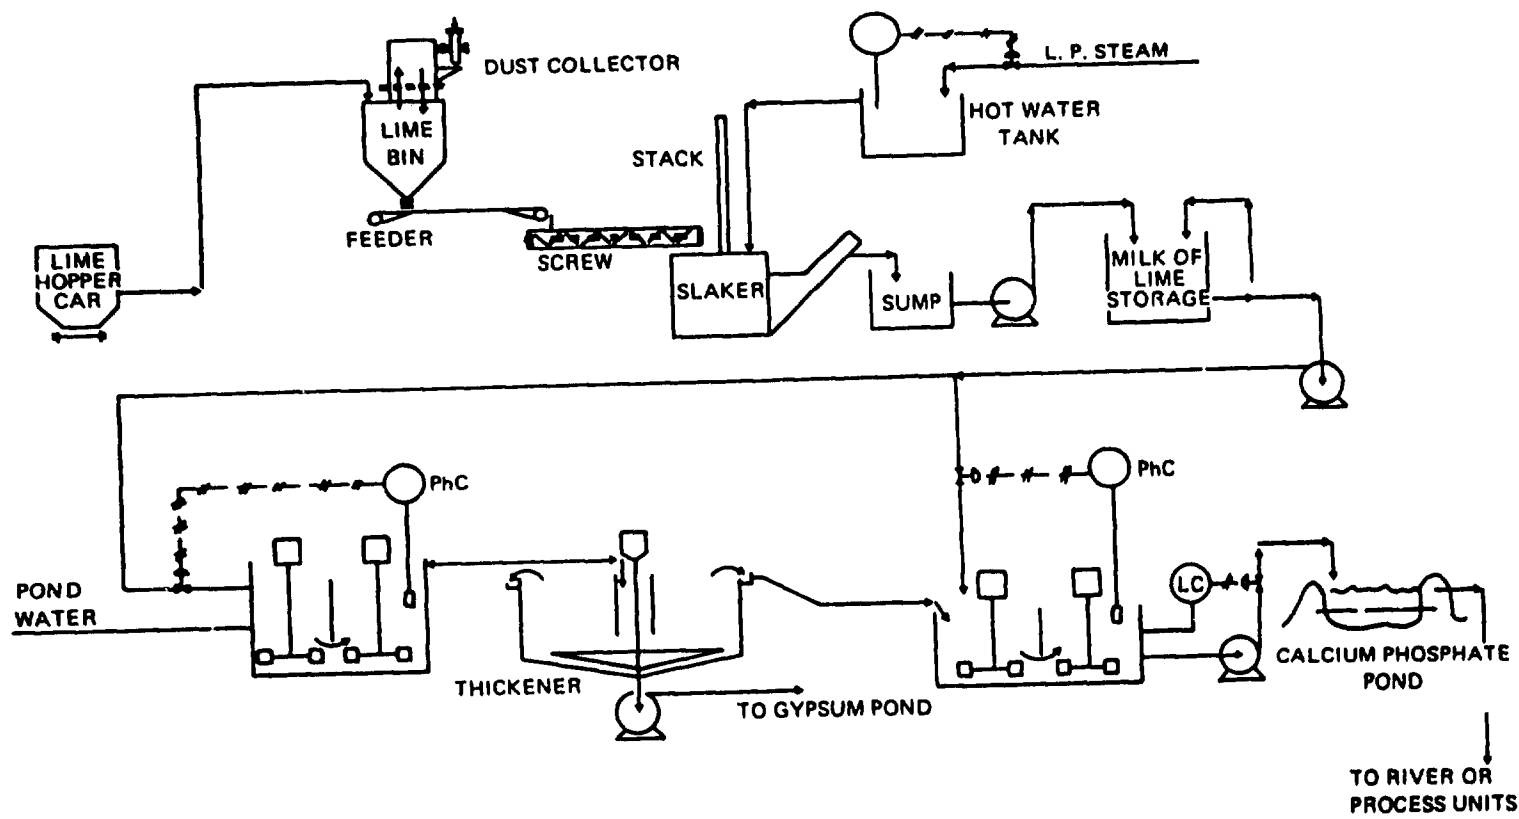 L. P. STEAM
DUST COLLECTOR
HOT WATER
TANK
LIME
BIN
STACK
FEEDER
SCREW
LIME
HOPPER
CAR
SLAKER
SUMP
MILK OF
LIME
STORAGE
PhC
PhC
POND
WATER
LC
THICKENER
TO GYPSUM POND
CALCIUM PHOSPHATE
POND
TO RIVER OR
PROCESS UNITS